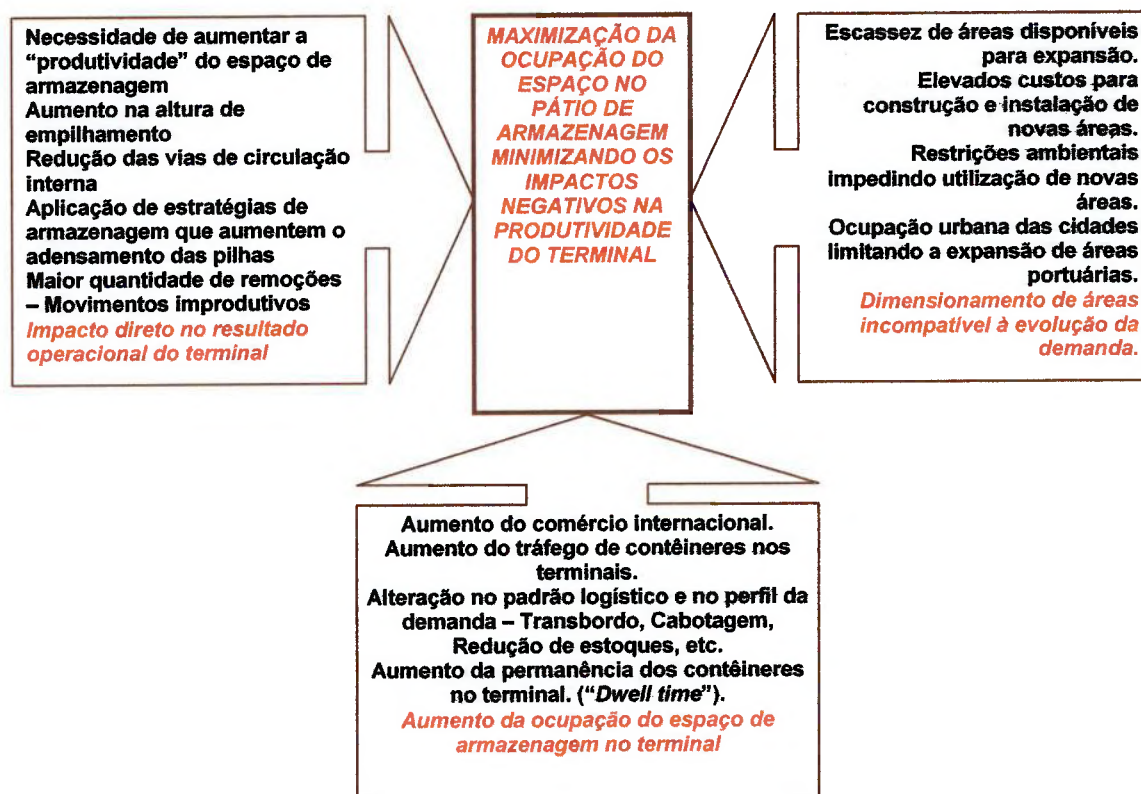 Necessidade de aumentar a
“produtividade” do espaço de
armazenagem
Aumento na altura de
empilhamento
Redução das vias de circulação
interna
Aplicação de estratégias de
armazenagem que aumentem o
adensamento das pilhas
Maior quantidade de remoções
– Movimentos improdutivos
Impacto direto no resultado
operacional do terminal
MAXIMIZAÇÃO DA
OCUPAÇÃO DO
ESPAÇO NO
PÁTIO DE
ARMAZENAGEM
MINIMIZANDO OS
IMPACTOS
NEGATIVOS NA
PRODUTIVIDADE
DO TERMINAL
Escassez de áreas disponíveis
para expansão.
Elevados custos para
construção e instalação de
novas áreas.
Restrições ambientais
impedindo utilização de novas
áreas.
Ocupação urbana das cidades
limitando a expansão de áreas
portuárias.
Dimensionamento de áreas
incompatível à evolução da
demanda.
Aumento do comércio internacional.
Aumento do tráfego de contêineres nos
terminais.
Alteração no padrão logístico e no perfil da
demanda – Transbordo, Cabotagem,
Redução de estoques, etc.
Aumento da permanência dos contêineres
no terminal. (“Dwell time”).
Aumento da ocupação do espaço de
armazenagem no terminal